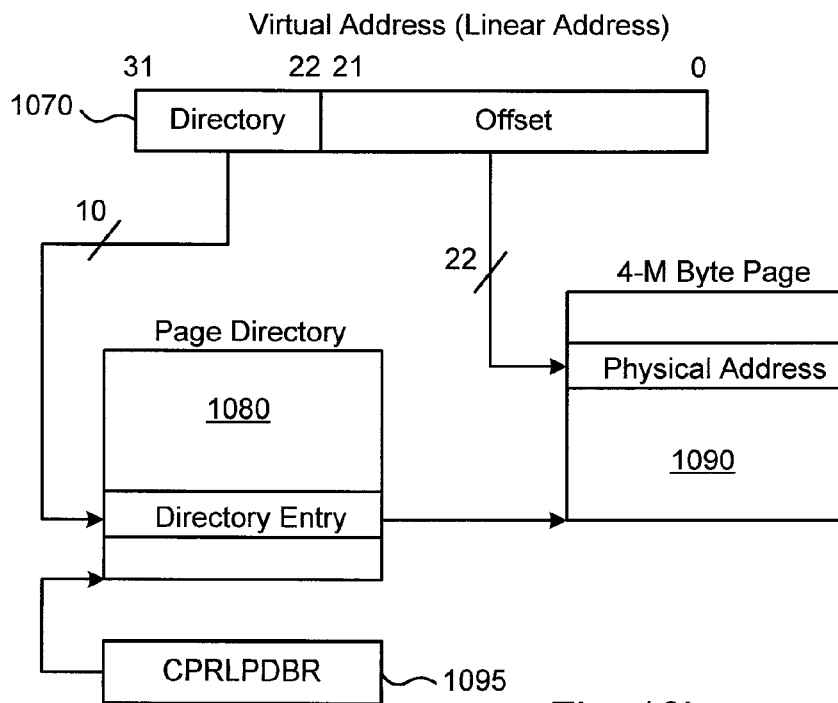 Virtual Address (Linear Address)
31 22 21 0
1070 Directory Offset
10
22
4-M Byte Page
Page Directory
Physical Address
1080
1090
Directory Entry
CPRLPDBR
1095